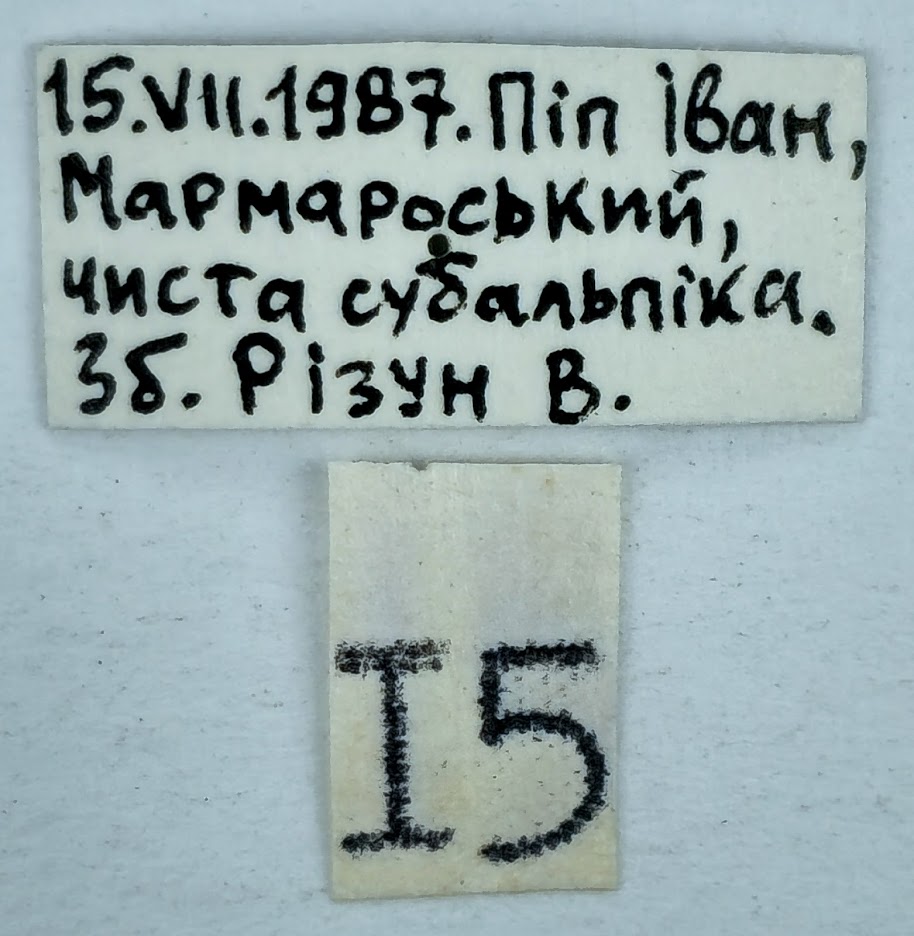 15.VII.1987. Піп Іван,
Мармароський,
чиста субальпіка.
Зб. Різун В.
I5